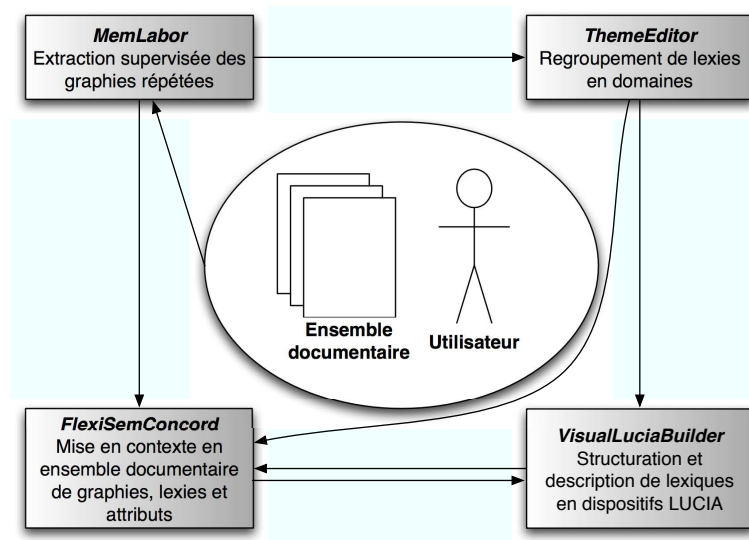 MemLabor
Extraction supervisée des
graphies répétées
ThemeEditor
Regroupement de lexies
en domaines
Ensemble
documentaire
Utilisateur
FlexiSemConcord
Mise en contexte en
ensemble documentaire
de graphies, lexies et
attributs
VisualLuciaBuilder
Structuration et
description de lexiques
en dispositifs LUCIA